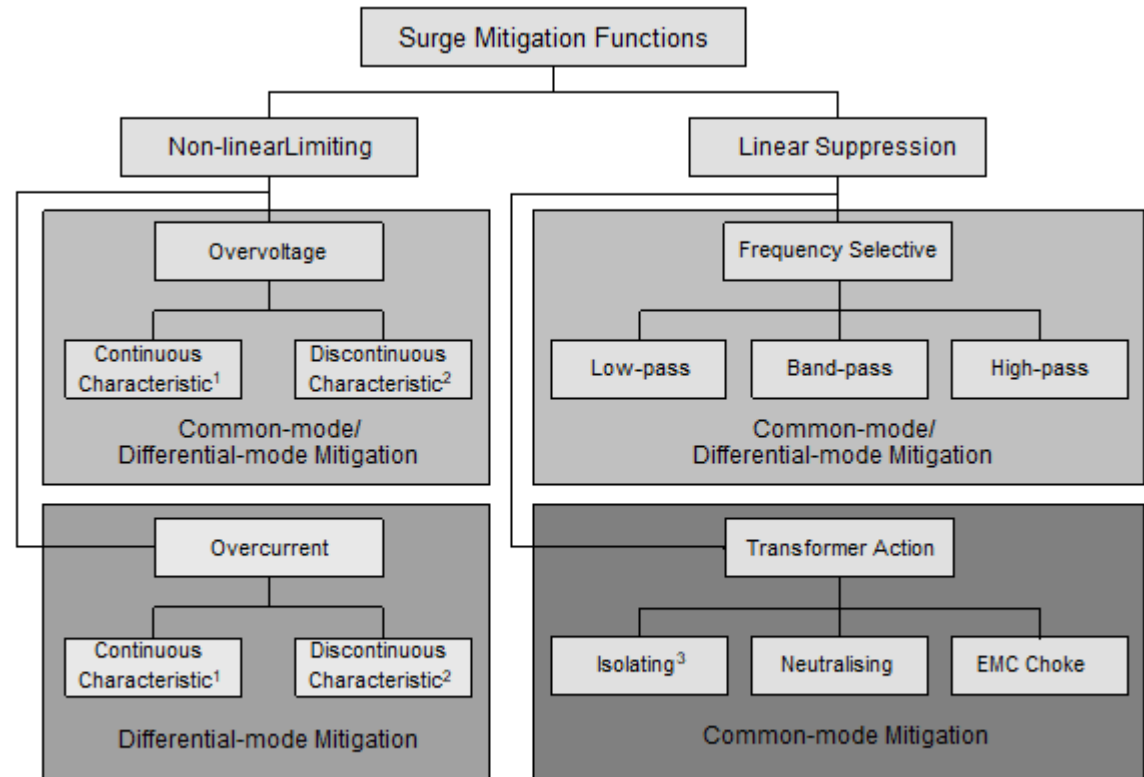 Surge Mitigation Functions
Non-linearLimiting
Linear Suppression
Overvoltage
Continuous
Characteristic¹
Discontinuous
Characteristic²
Common-mode/
Differential-mode Mitigation
Frequency Selective
Low-pass
Band-pass
High-pass
Common-mode/
Differential-mode Mitigation
Overcurrent
Continuous
Characteristic¹
Discontinuous
Characteristic²
Differential-mode Mitigation
Transformer Action
Isolating³
Neutralising
EMC Choke
Common-mode Mitigation